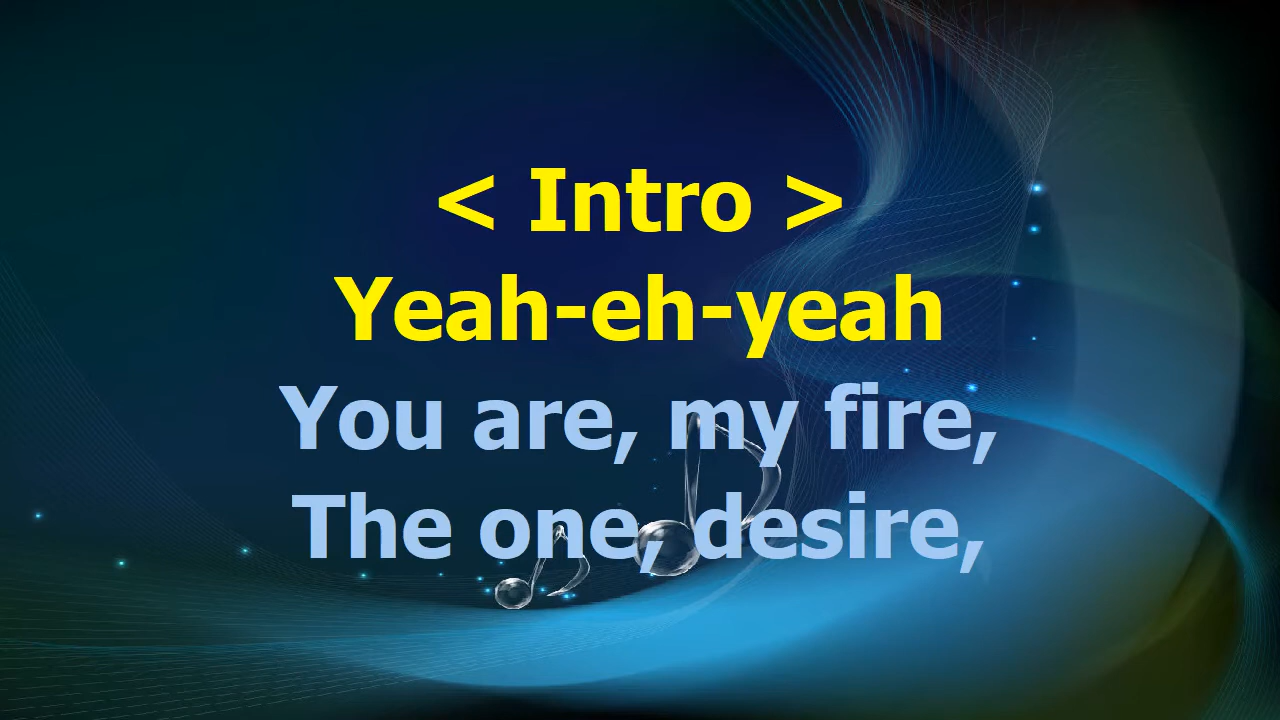 < Intro >
Yeah-eh-yeah
You are, my fire,
The one, desire,